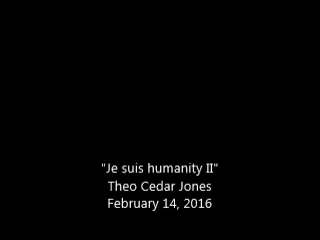 "Je suis humanity II"
Theo Cedar Jones
February 14, 2016